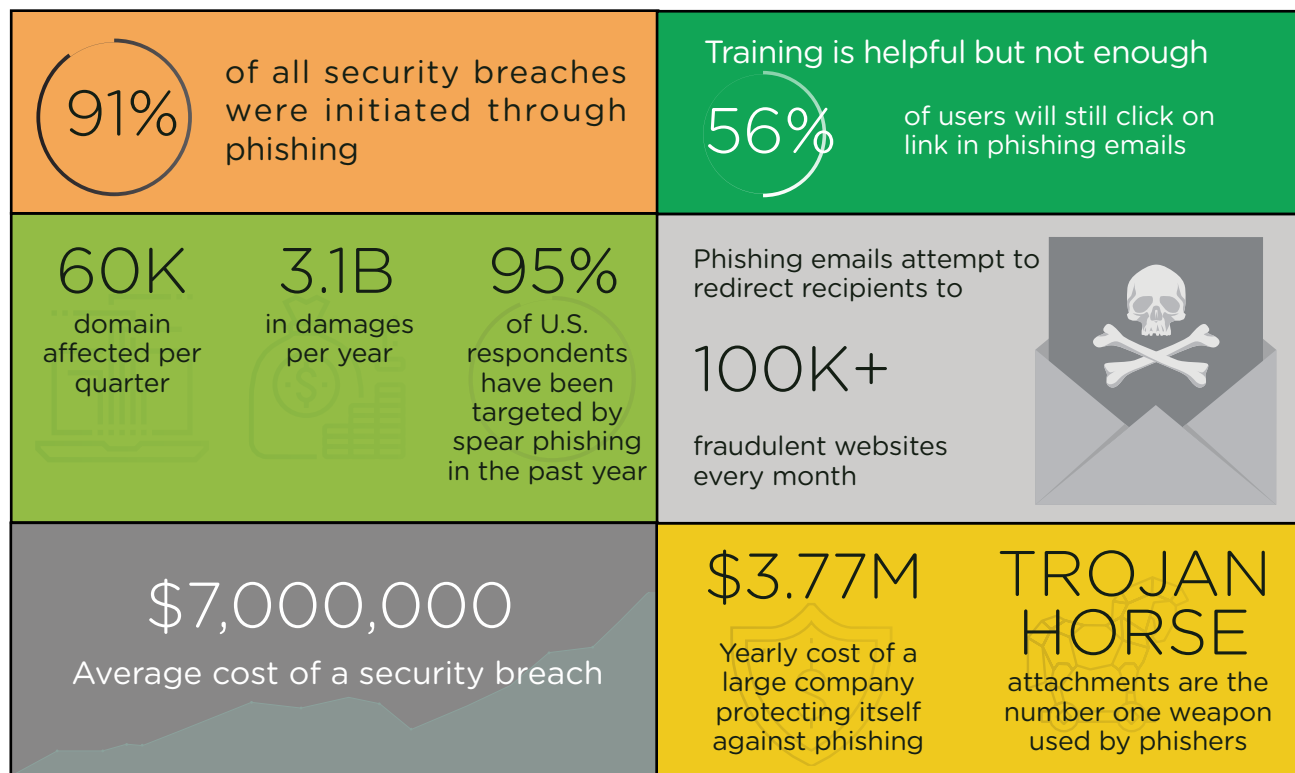 91%
of all security breaches
were initiated through
phishing
Training is helpful but not enough
56%
of users will still click on
link in phishing emails
60K
domain
affected per
quarter
3.1B
in damages
per year
95%
of U.S.
respondents
have been
targeted by
spear phishing
in the past year
Phishing emails attempt to
redirect recipients to
100K+
fraudulent websites
every month
$7,000,000
Average cost of a security breach
$3.77M
Yearly cost of a
large company
protecting itself
against phishing
TROJAN
HORSE
attachments are the
number one weapon
used by phishers